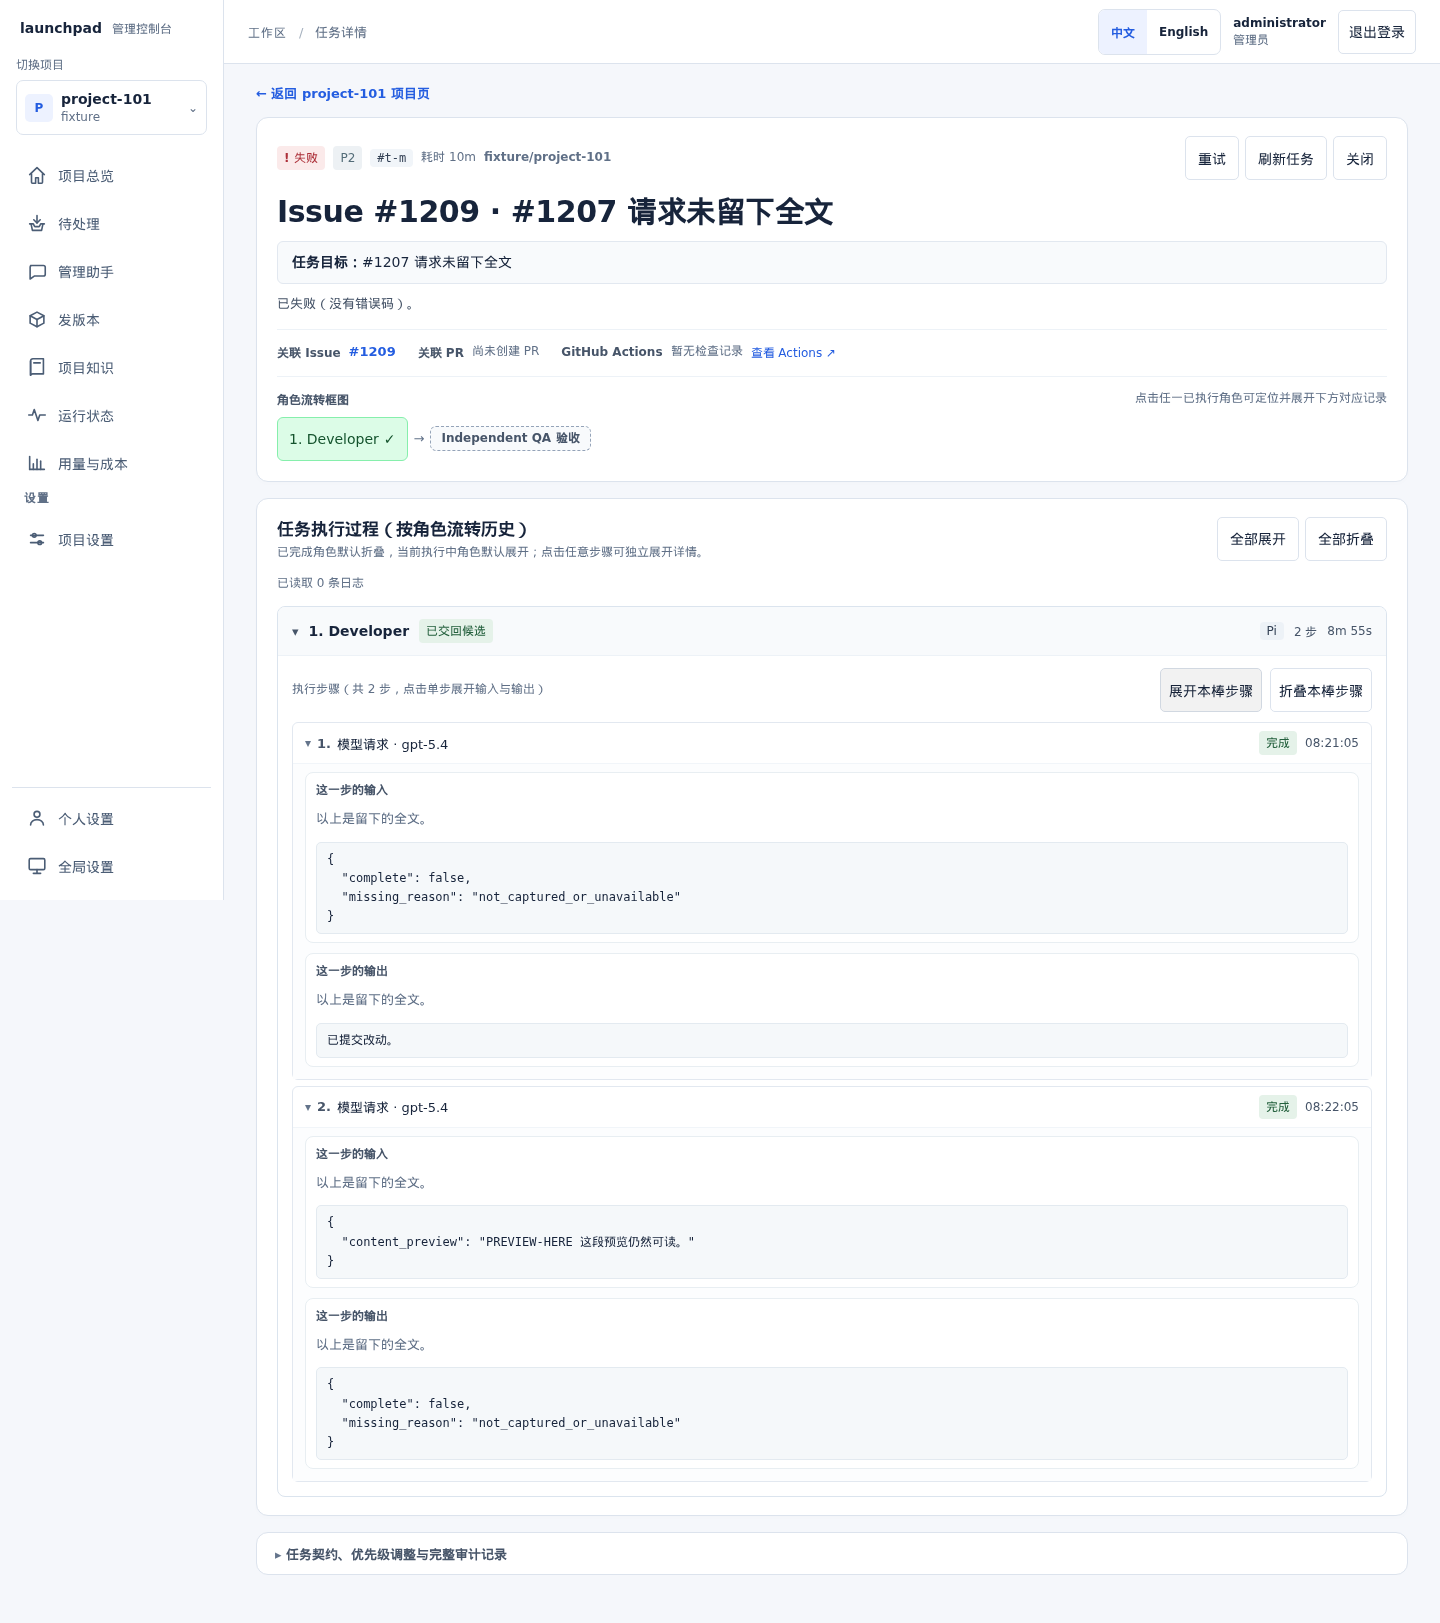 launchpad 管理控制台
切换项目
P project-101
fixture
项目总览
待处理
管理助手
发版本
项目知识
运行状态
用量与成本
设置
项目设置
个人设置
全局设置
工作区 / 任务详情
中文 English
administrator
管理员
退出登录
← 返回 project-101 项目页
! 失败 P2 #t-m 耗时 10m fixture/project-101
重试 刷新任务 关闭
Issue #1209 · #1207 请求未留下全文
任务目标：#1207 请求未留下全文
已失败（没有错误码）。
关联 Issue #1209 关联 PR 尚未创建 PR GitHub Actions 暂无检查记录 查看 Actions ↗
角色流转框图
点击任一已执行角色可定位并展开下方对应记录
1. Developer ✓ → Independent QA 验收
任务执行过程（按角色流转历史）
已完成角色默认折叠，当前执行中角色默认展开；点击任意步骤可独立展开详情。
全部展开 全部折叠
已读取 0 条日志
▾ 1. Developer 已交回候选 Pi 2 步 8m 55s
执行步骤（共 2 步，点击单步展开输入与输出）
展开本棒步骤 折叠本棒步骤
▾ 1. 模型请求 · gpt-5.4 完成 08:21:05
这一步的输入
以上是留下的全文。
{
"complete": false,
"missing_reason": "not_captured_or_unavailable"
}
这一步的输出
以上是留下的全文。
已提交改动。
▾ 2. 模型请求 · gpt-5.4 完成 08:22:05
这一步的输入
以上是留下的全文。
{
"content_preview": "PREVIEW-HERE 这段预览仍然可读。"
}
这一步的输出
以上是留下的全文。
{
"complete": false,
"missing_reason": "not_captured_or_unavailable"
}
▸ 任务契约、优先级调整与完整审计记录